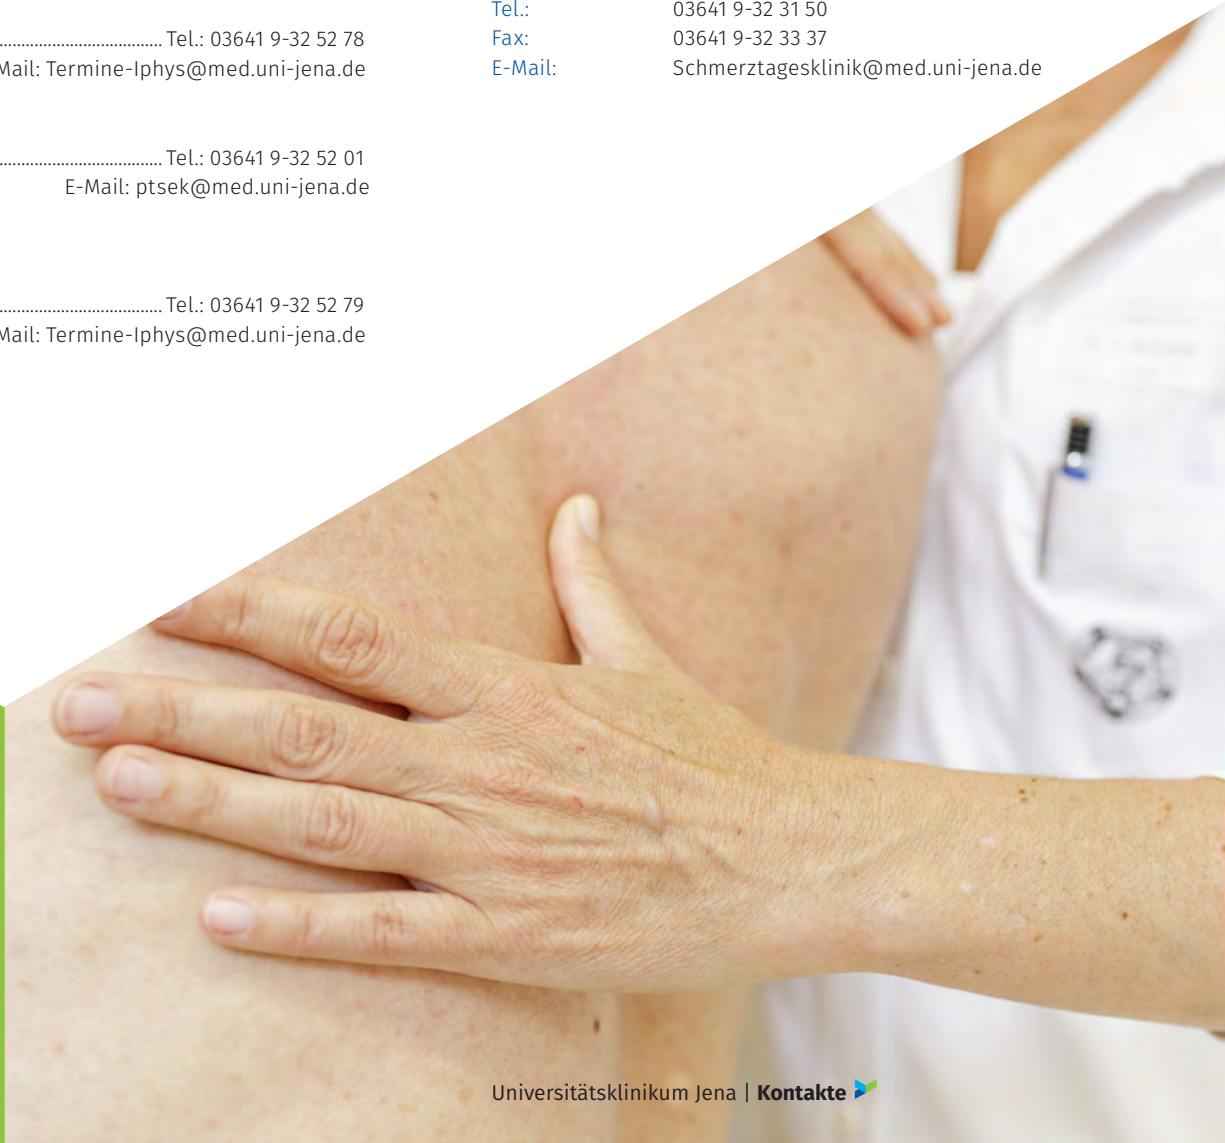 Tel.: 03641 9-32 52 78
Mail: Termine-Iphys@med.uni-jena.de
Tel.: 03641 9-32 52 01
E-Mail: ptsek@med.uni-jena.de
Tel.: 03641 9-32 52 79
Mail: Termine-Iphys@med.uni-jena.de
Tel.: 03641 9-32 31 50
Fax: 03641 9-32 33 37
E-Mail: Schmerztagesklinik@med.uni-jena.de
Universitätsklinikum Jena | Kontakte